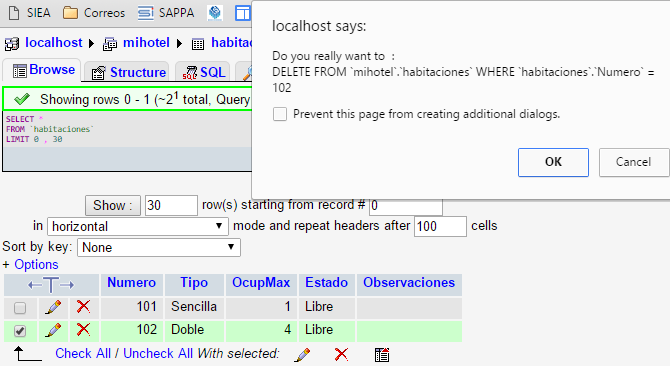 SIEA Correos SAPPA
localhost mihotel habitac
Browse Structure SQL
Showing rows 0 - 1 (~2¹ total, Query
SELECT *
FROM `habitaciones`
LIMIT 0 , 30
localhost says:
Do you really want to :
DELETE FROM `mihotel`.`habitaciones` WHERE `habitaciones`.`Numero` =
102
Prevent this page from creating additional dialogs.
OK Cancel
Show : 30 row(s) starting from record # 0
in horizontal mode and repeat headers after 100 cells
Sort by key: None
+ Options
←T→ Numero Tipo OcupMax Estado Observaciones
101 Sencilla 1 Libre
102 Doble 4 Libre
Check All / Uncheck All With selected: